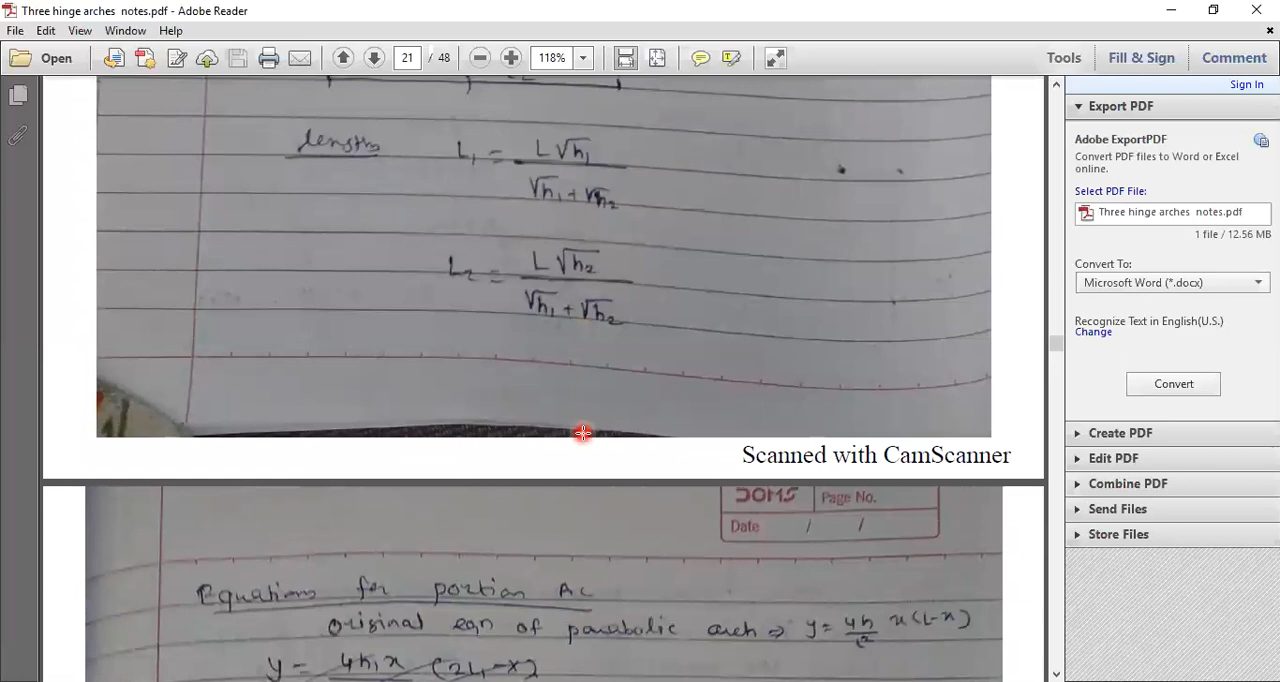 Three hinge arches notes.pdf - Adobe Reader
File Edit View Window Help
Open 21 / 48 118% Tools Fill & Sign Comment
Sign In
Export PDF
Adobe ExportPDF
Convert PDF files to Word or Excel
online.
Select PDF File:
Three hinge arches notes.pdf
1 file / 12.56 MB
Convert To:
Microsoft Word (*.docx)
Recognize Text in English(U.S.)
Change
Convert
Create PDF
Edit PDF
Combine PDF
Send Files
Store Files
lengths L₁ = L√h₁
√h₁ + √h₂
L₂ = L√h₂
√h₁ + √h₂
Scanned with CamScanner
DOMS Page No.
Date / /
Equations for portion AC
Original eqn of parabolic arch ⇒ y = 4h/L² x(L-x)
y = 4h₁x (2L₁-x)